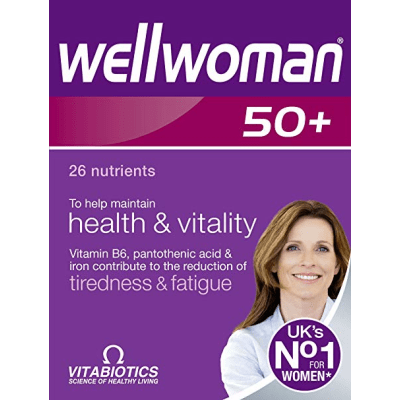 wellwoman®
50+
26 nutrients
To help maintain
health & vitality
Vitamin B6, pantothenic acid &
iron contribute to the reduction of
tiredness & fatigue
UK's
No1
FOR
WOMEN*
VITABIOTICS
SCIENCE OF HEALTHY LIVING